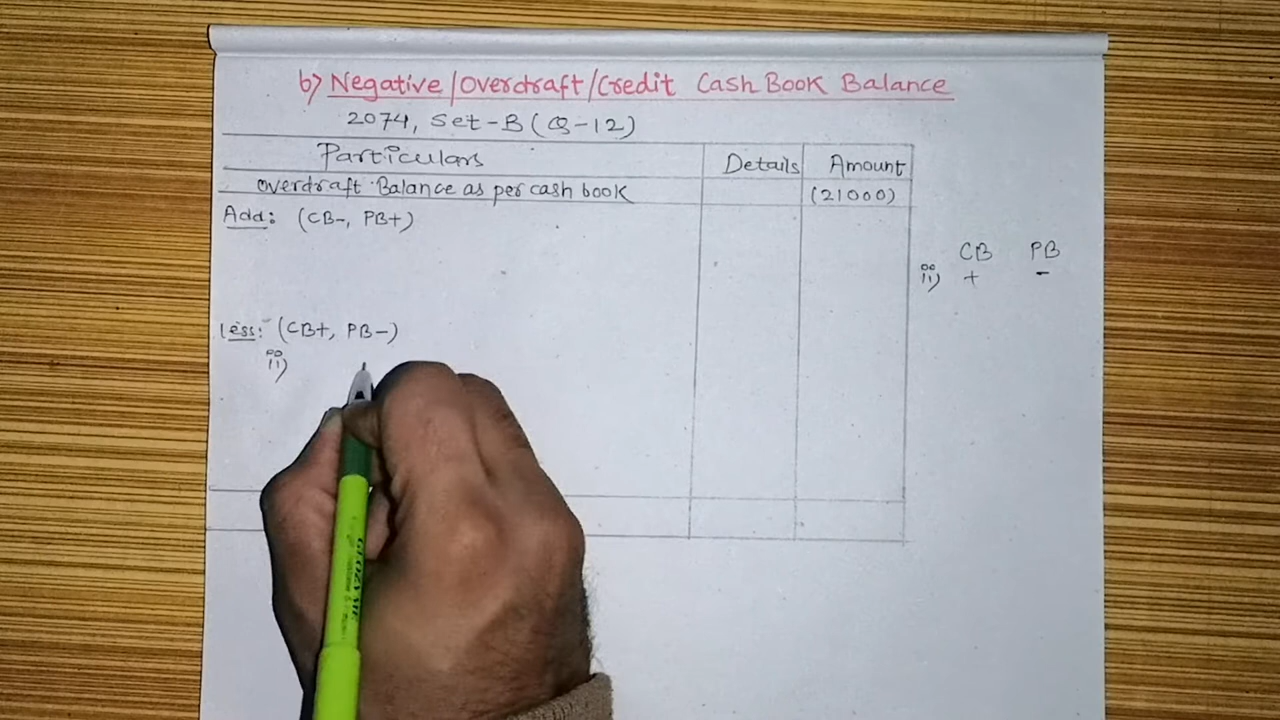 b) Negative/Overdraft/Credit Cash Book Balance
2074, Set-B (Q-12)
Particulars Details Amount
overdraft Balance as per cash book (21000)
Add: (CB-, PB+)
CB PB
ii) + -
Less: (CB+, PB-)
ii)